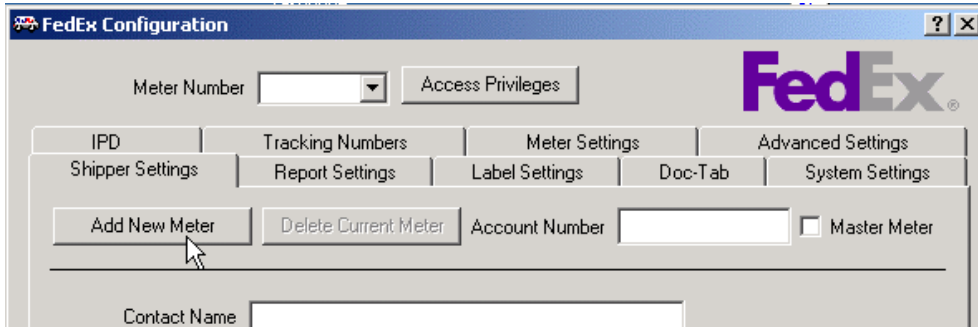 FedEx Configuration
Meter Number Access Privileges
FedEx®
IPD Tracking Numbers Meter Settings Advanced Settings
Shipper Settings Report Settings Label Settings Doc-Tab System Settings
Add New Meter Delete Current Meter Account Number Master Meter
Contact Name